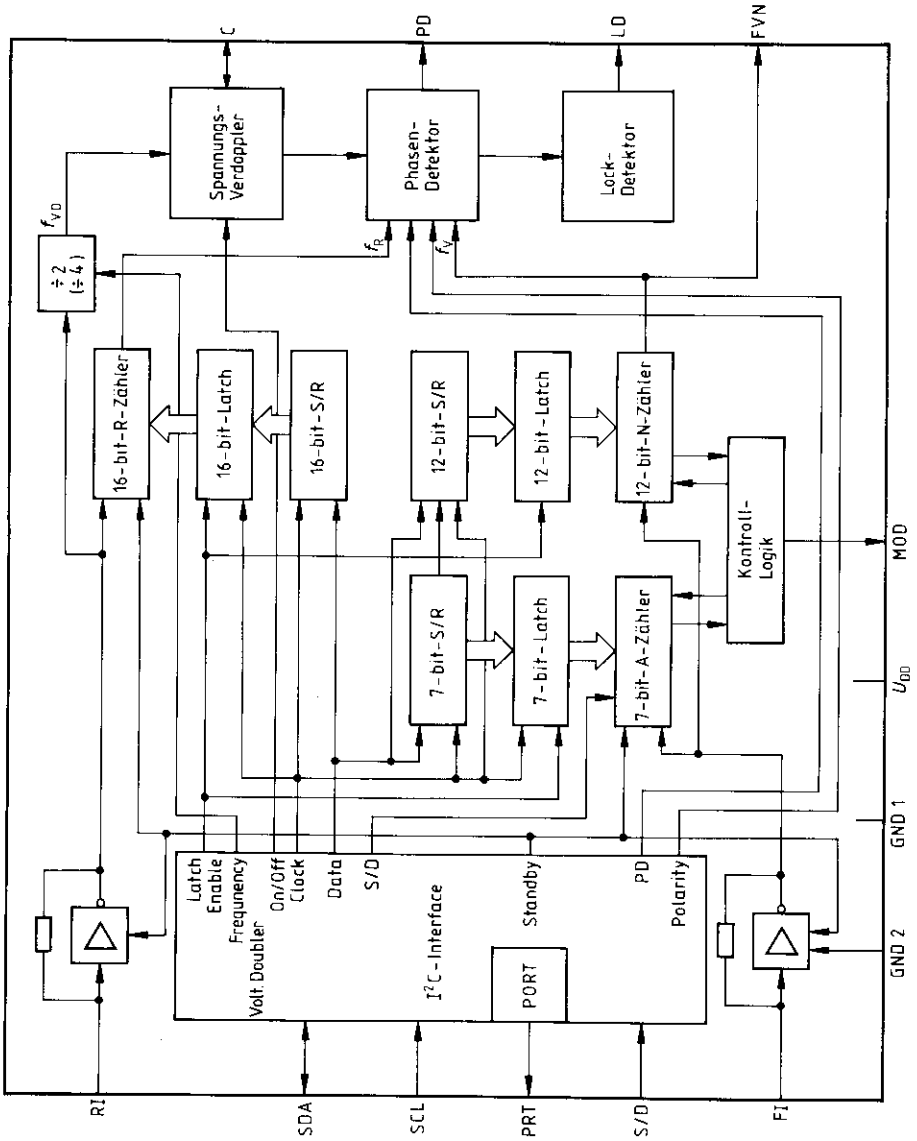 RI
SDA
SCL
PRT
S/D
FI
Latch
Enable
Frequnency
Volt. Doubler
On/Off
Clock
Data
S/D
I²C-Interface
PORT
Standby
PD
Polarity
÷2
(÷4)
f_VD
16-bit-R-Zähler
16-bit-Latch
16-bit-S/R
7-bit-S/R
12-bit-S/R
7-bit-Latch
12-bit-Latch
7-bit-A-Zähler
12-bit-N-Zähler
Kontroll-
Logik
Spannungs-
Verdoppler
f_R
f_V
Phasen-
Detektor
Lock-
Detektor
C
PD
LD
FVN
GND 2
GND 1
U_DD
MOD